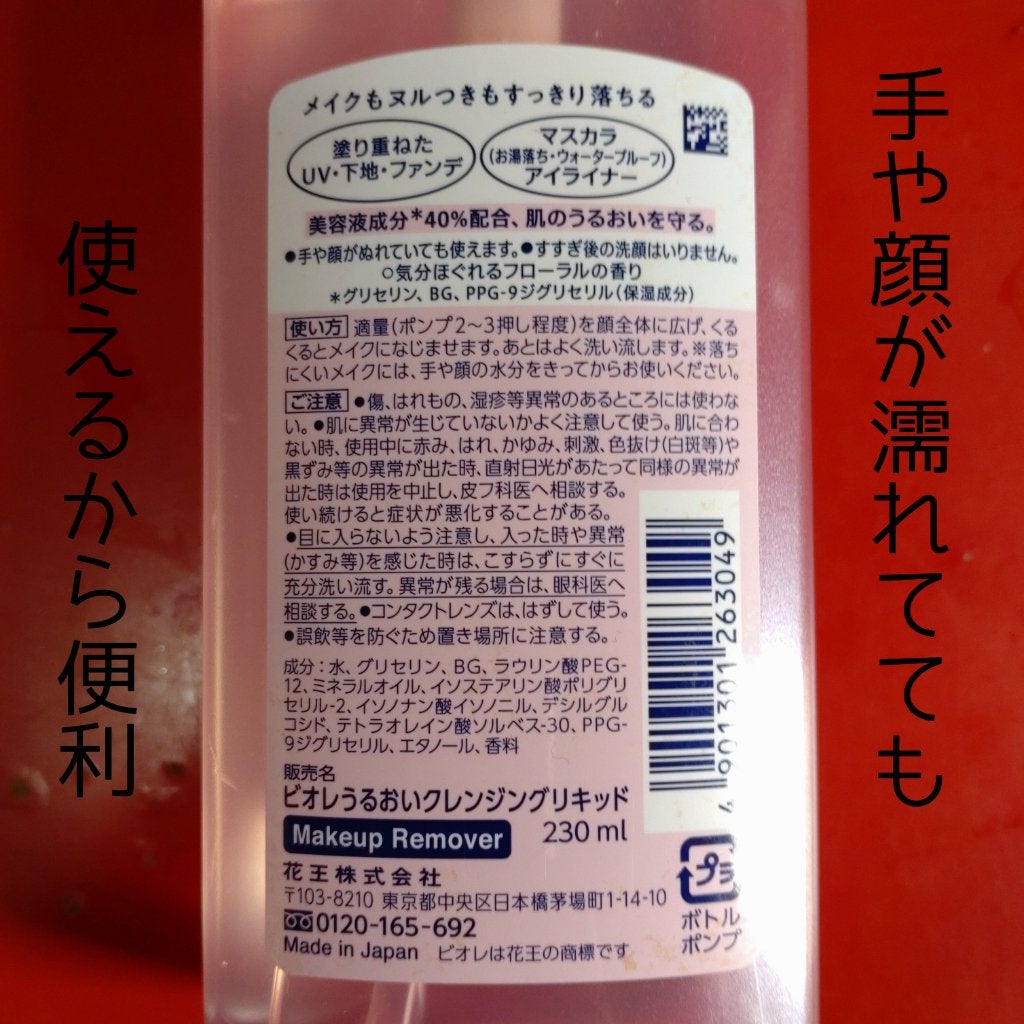 手や顔が濡れてても
使えるから便利
メイクもヌルつきもすっきり落ちる
塗り重ねた
UV・下地・ファンデ
マスカラ
(お湯落ち・ウォータープルーフ)
アイライナー
美容液成分*40%配合、肌のうるおいを守る。
●手や顔がぬれていても使えます。●すすぎ後の洗顔はいりません。
○気分ほぐれるフローラルの香り
*グリセリン、BG、PPG-9ジグリセリル(保湿成分)
使い方 適量(ポンプ2〜3押し程度)を顔全体に広げ、くる
くるとメイクになじませます。あとはよく洗い流します。※落ち
にくいメイクには、手や顔の水分をきってからお使いください。
ご注意 ●傷、はれもの、湿疹等異常のあるところには使わな
い。●肌に異常が生じていないかよく注意して使う。肌に合わ
ない時、使用中に赤み、はれ、かゆみ、刺激、色抜け(白斑等)や
黒ずみ等の異常が出た時、直射日光があたって同様の異常が
出た時は使用を中止し、皮フ科医へ相談する。
使い続けると症状が悪化することがある。
●目に入らないよう注意し、入った時や異常
(かすみ等)を感じた時は、こすらずにすぐに
充分洗い流す。異常が残る場合は、眼科医へ
相談する。●コンタクトレンズは、はずして使う。
●誤飲等を防ぐため置き場所に注意する。
成分:水、グリセリン、BG、ラウリン酸PEG-
12、ミネラルオイル、イソステアリン酸ポリグリ
セリル-2、イソノナン酸イソノニル、デシルグル
コシド、テトラオレイン酸ソルベス-30、PPG-
9ジグリセリル、エタノール、香料
販売名
ビオレうるおいクレンジングリキッド
Makeup Remover 230 ml
花王株式会社
〒103-8210 東京都中央区日本橋茅場町1-14-10
0120-165-692
Made in Japan ビオレは花王の商標です
4 901301 263049
プラ
ボトル
ポンプ